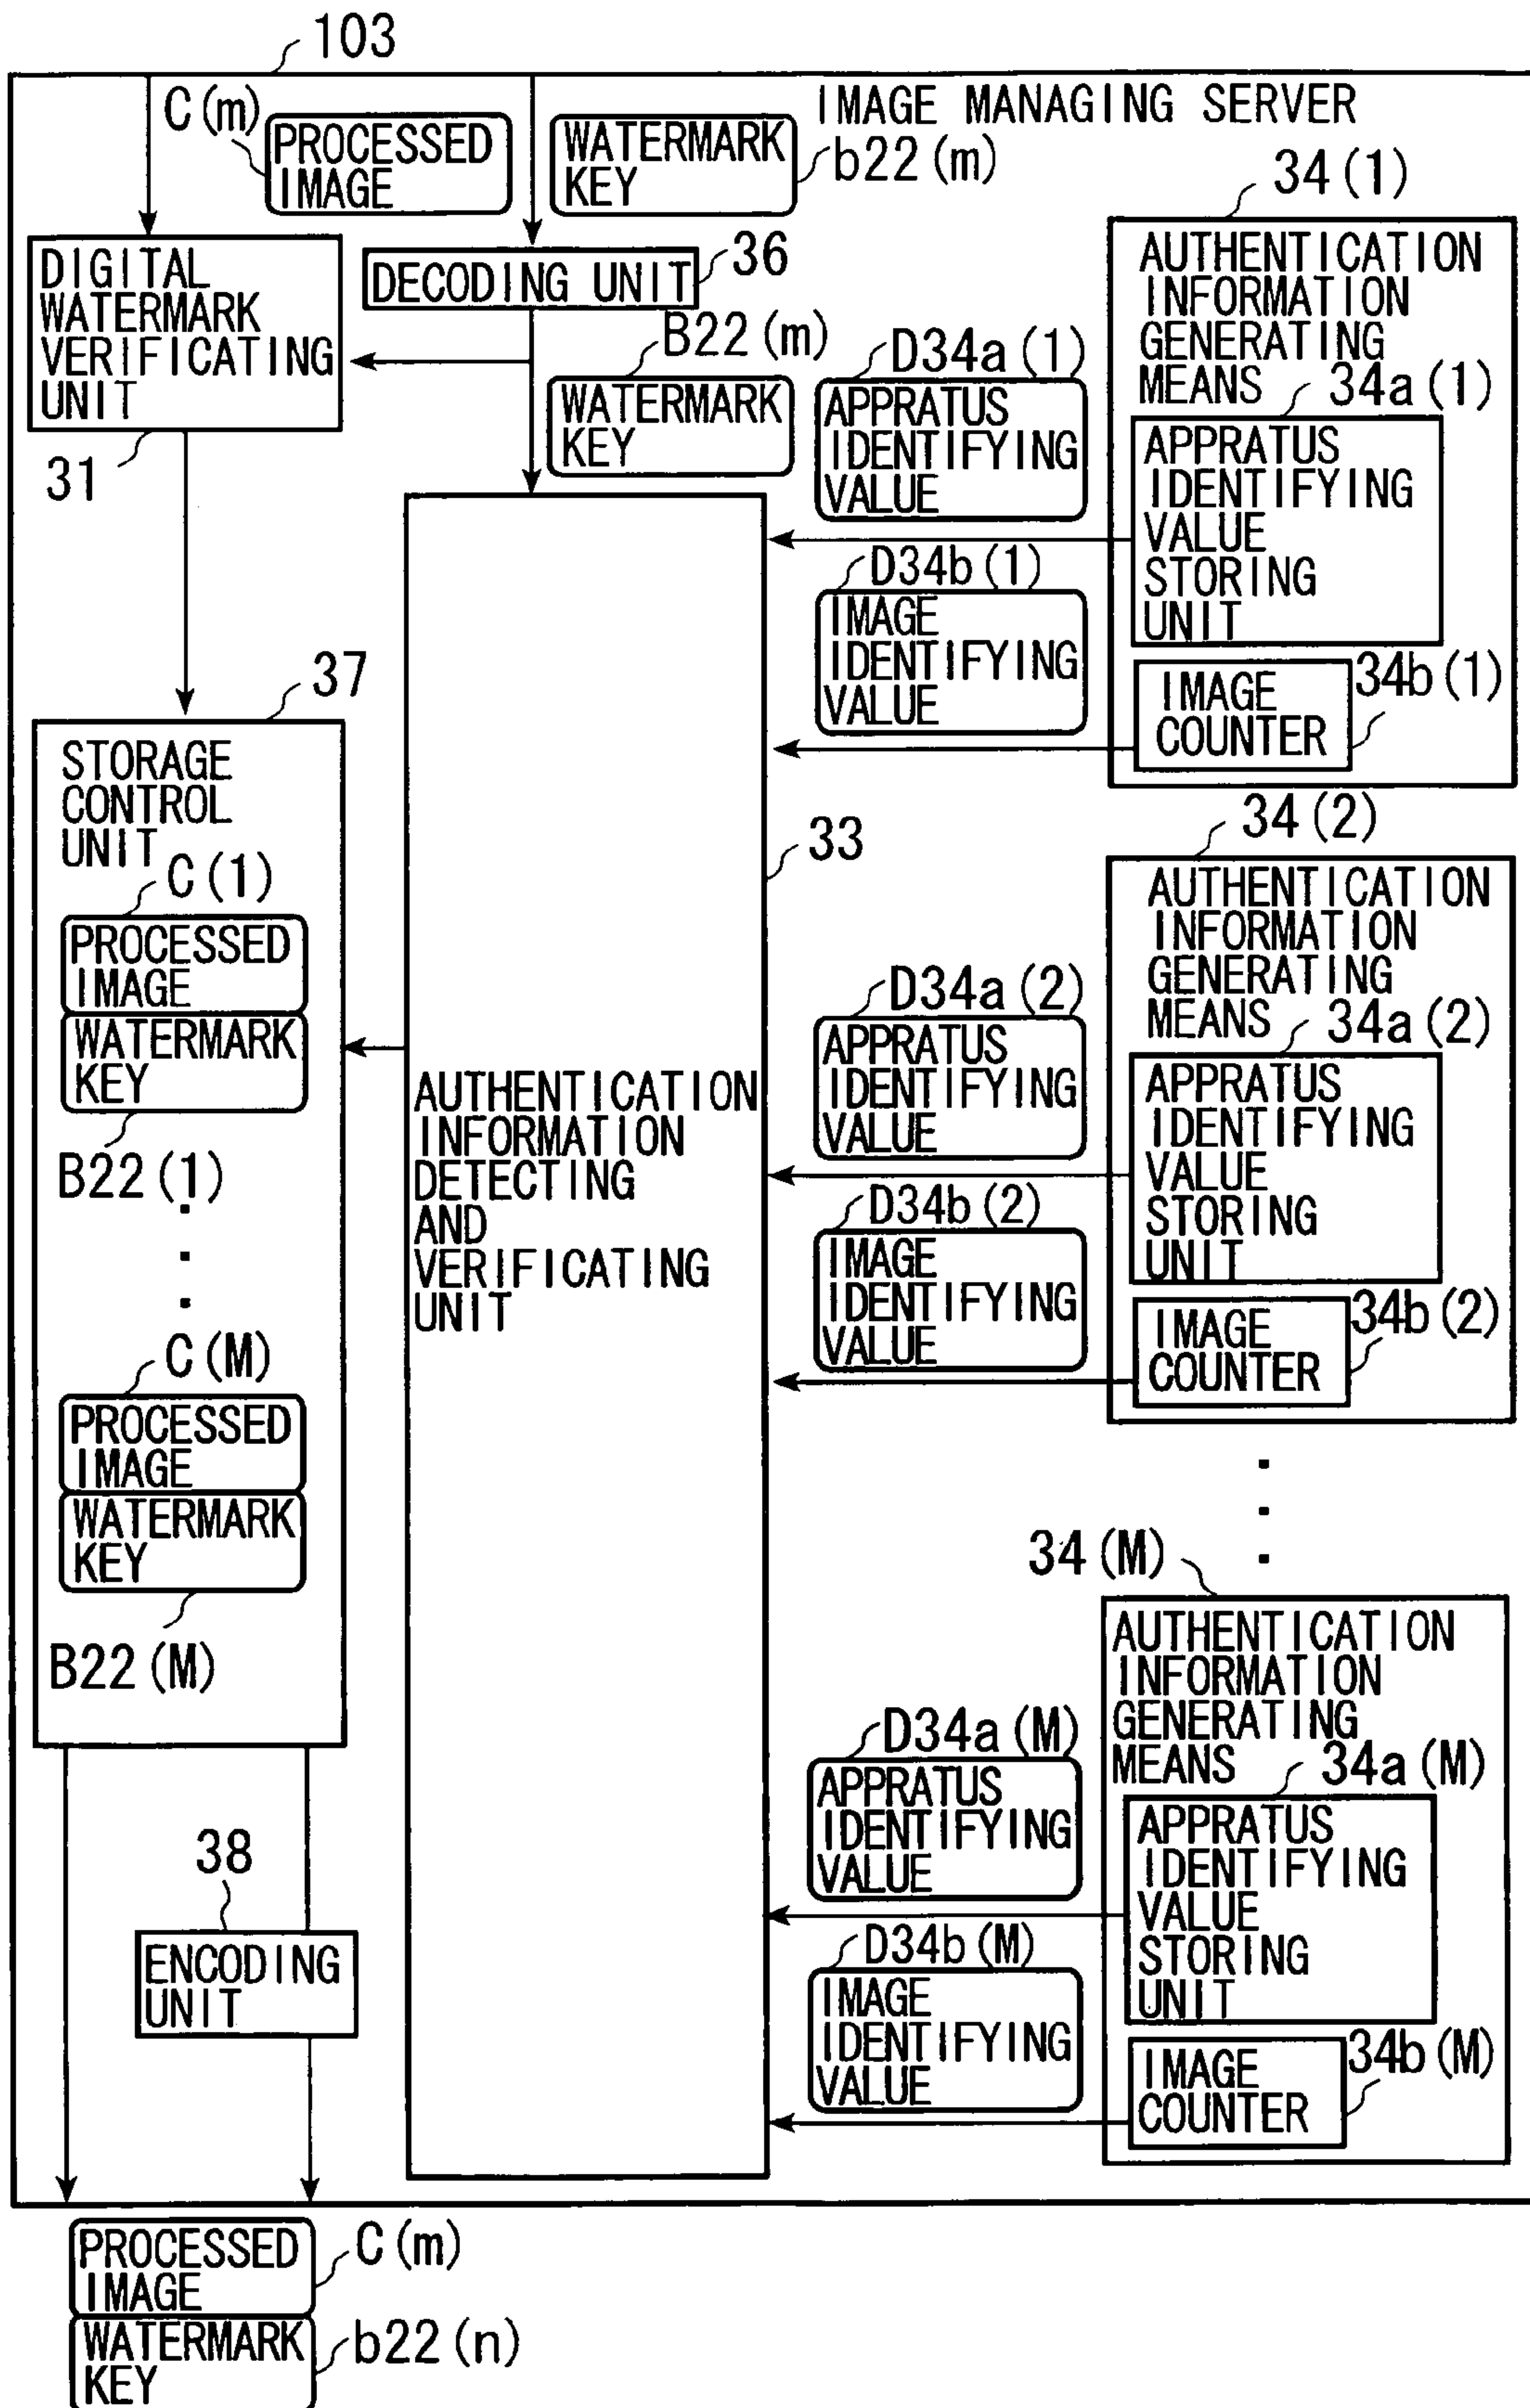 103
IMAGE MANAGING SERVER
C(m)
PROCESSED
IMAGE
WATERMARK
KEY
b22(m)
DIGITAL
WATERMARK
VERIFICATING
UNIT
31
DECODING UNIT
36
B22(m)
WATERMARK
KEY
34(1)
AUTHENTICATION
INFORMATION
GENERATING
MEANS
34a(1)
APPRATUS
IDENTIFYING
VALUE
STORING
UNIT
D34a(1)
APPRATUS
IDENTIFYING
VALUE
D34b(1)
IMAGE
IDENTIFYING
VALUE
IMAGE
COUNTER
34b(1)
37
STORAGE
CONTROL
UNIT
C(1)
PROCESSED
IMAGE
WATERMARK
KEY
B22(1)
C(M)
PROCESSED
IMAGE
WATERMARK
KEY
B22(M)
33
AUTHENTICATION
INFORMATION
DETECTING
AND
VERIFICATING
UNIT
34(2)
AUTHENTICATION
INFORMATION
GENERATING
MEANS
34a(2)
APPRATUS
IDENTIFYING
VALUE
STORING
UNIT
D34a(2)
APPRATUS
IDENTIFYING
VALUE
D34b(2)
IMAGE
IDENTIFYING
VALUE
IMAGE
COUNTER
34b(2)
34(M)
AUTHENTICATION
INFORMATION
GENERATING
MEANS
34a(M)
APPRATUS
IDENTIFYING
VALUE
STORING
UNIT
D34a(M)
APPRATUS
IDENTIFYING
VALUE
D34b(M)
IMAGE
IDENTIFYING
VALUE
IMAGE
COUNTER
34b(M)
38
ENCODING
UNIT
PROCESSED
IMAGE
C(m)
WATERMARK
KEY
b22(n)